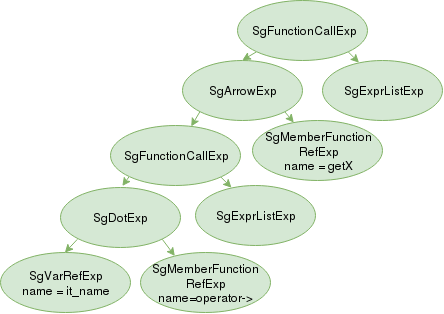 SgFunctionCallExp
SgArrowExp
SgExprListExp
SgFunctionCallExp
SgMemberFunction
RefExp
name =getX
SgDotExp
SgExprListExp
SgVarRefExp
name = it_name
SgMemberFunction
RefExp
name=operator->